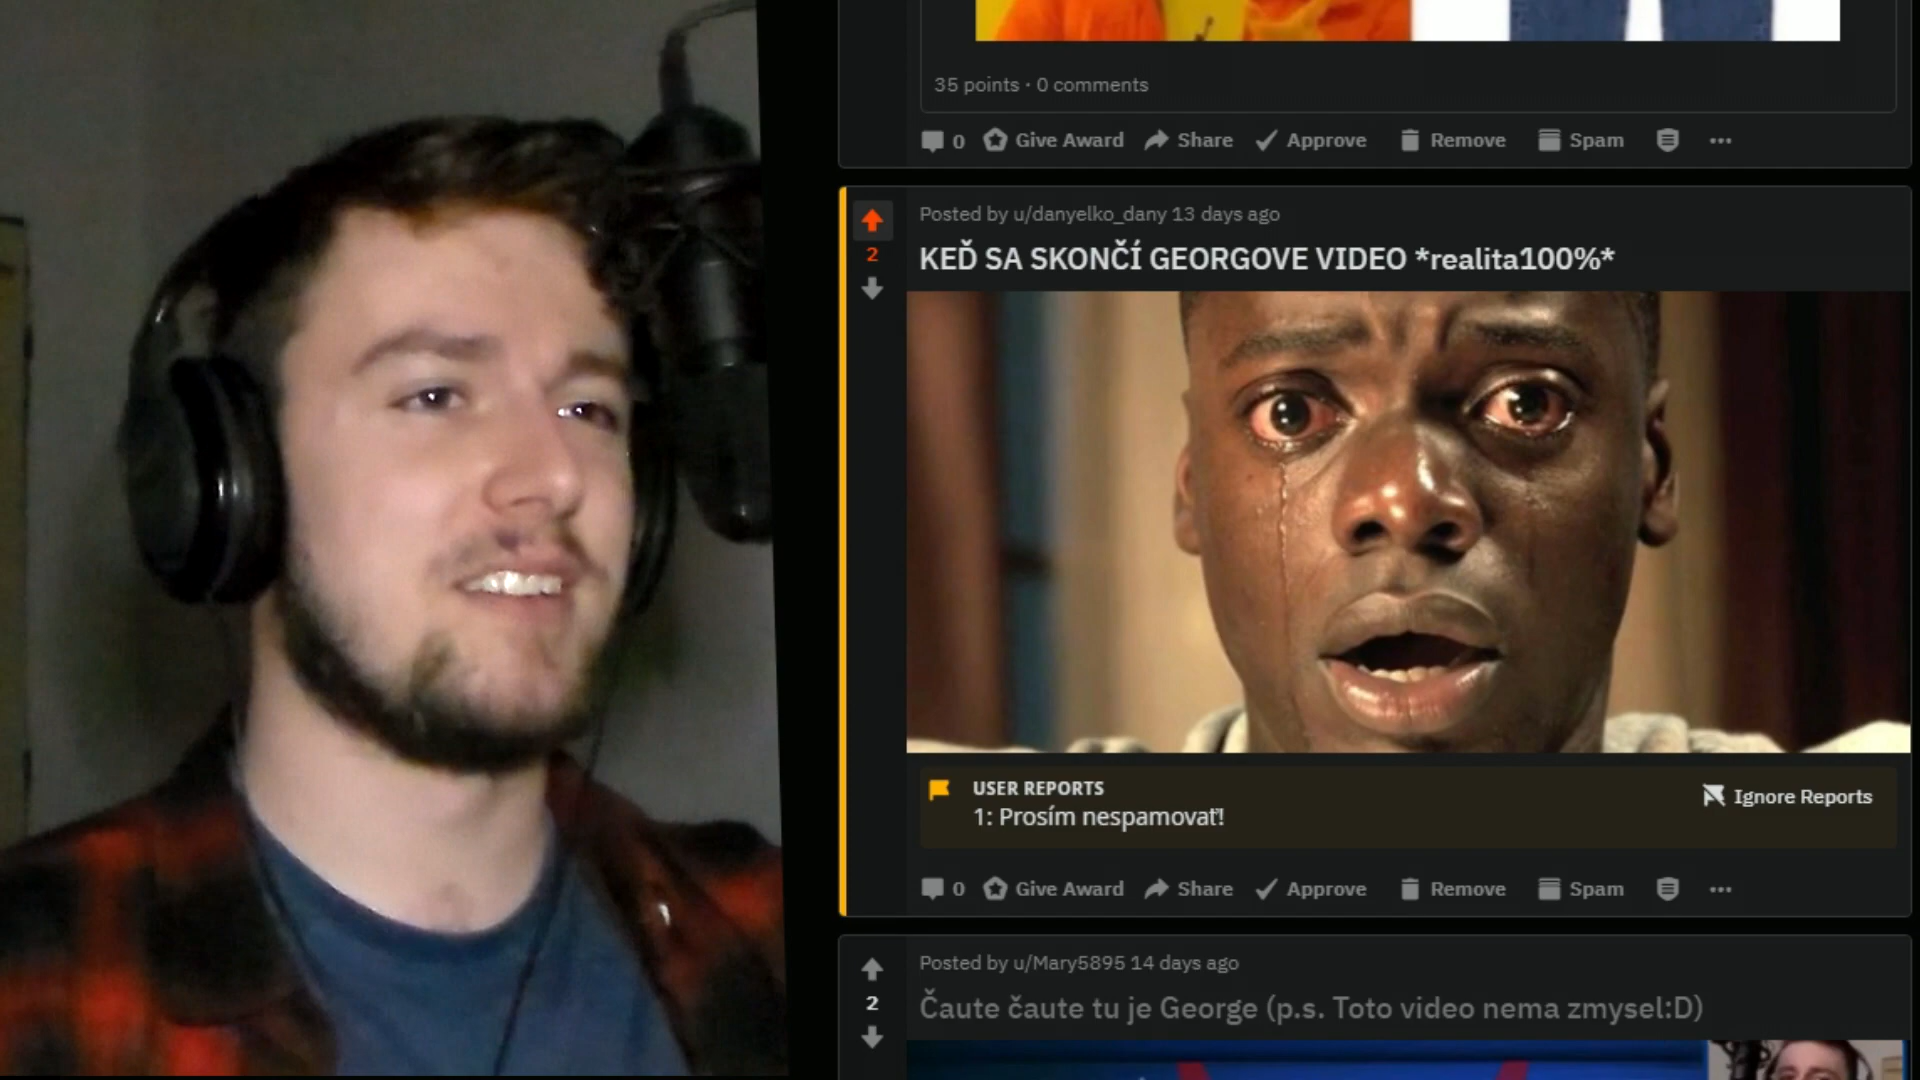 35 points · 0 comments
0 Give Award Share Approve Remove Spam ...
Posted by u/danyelko_dany 13 days ago
2
KEĎ SA SKONČÍ GEORGOVE VIDEO *realita100%*
USER REPORTS
1: Prosím nespamovať!
Ignore Reports
0 Give Award Share Approve Remove Spam ...
Posted by u/Mary5895 14 days ago
2
Čaute čaute tu je George (p.s. Toto video nema zmysel:D)